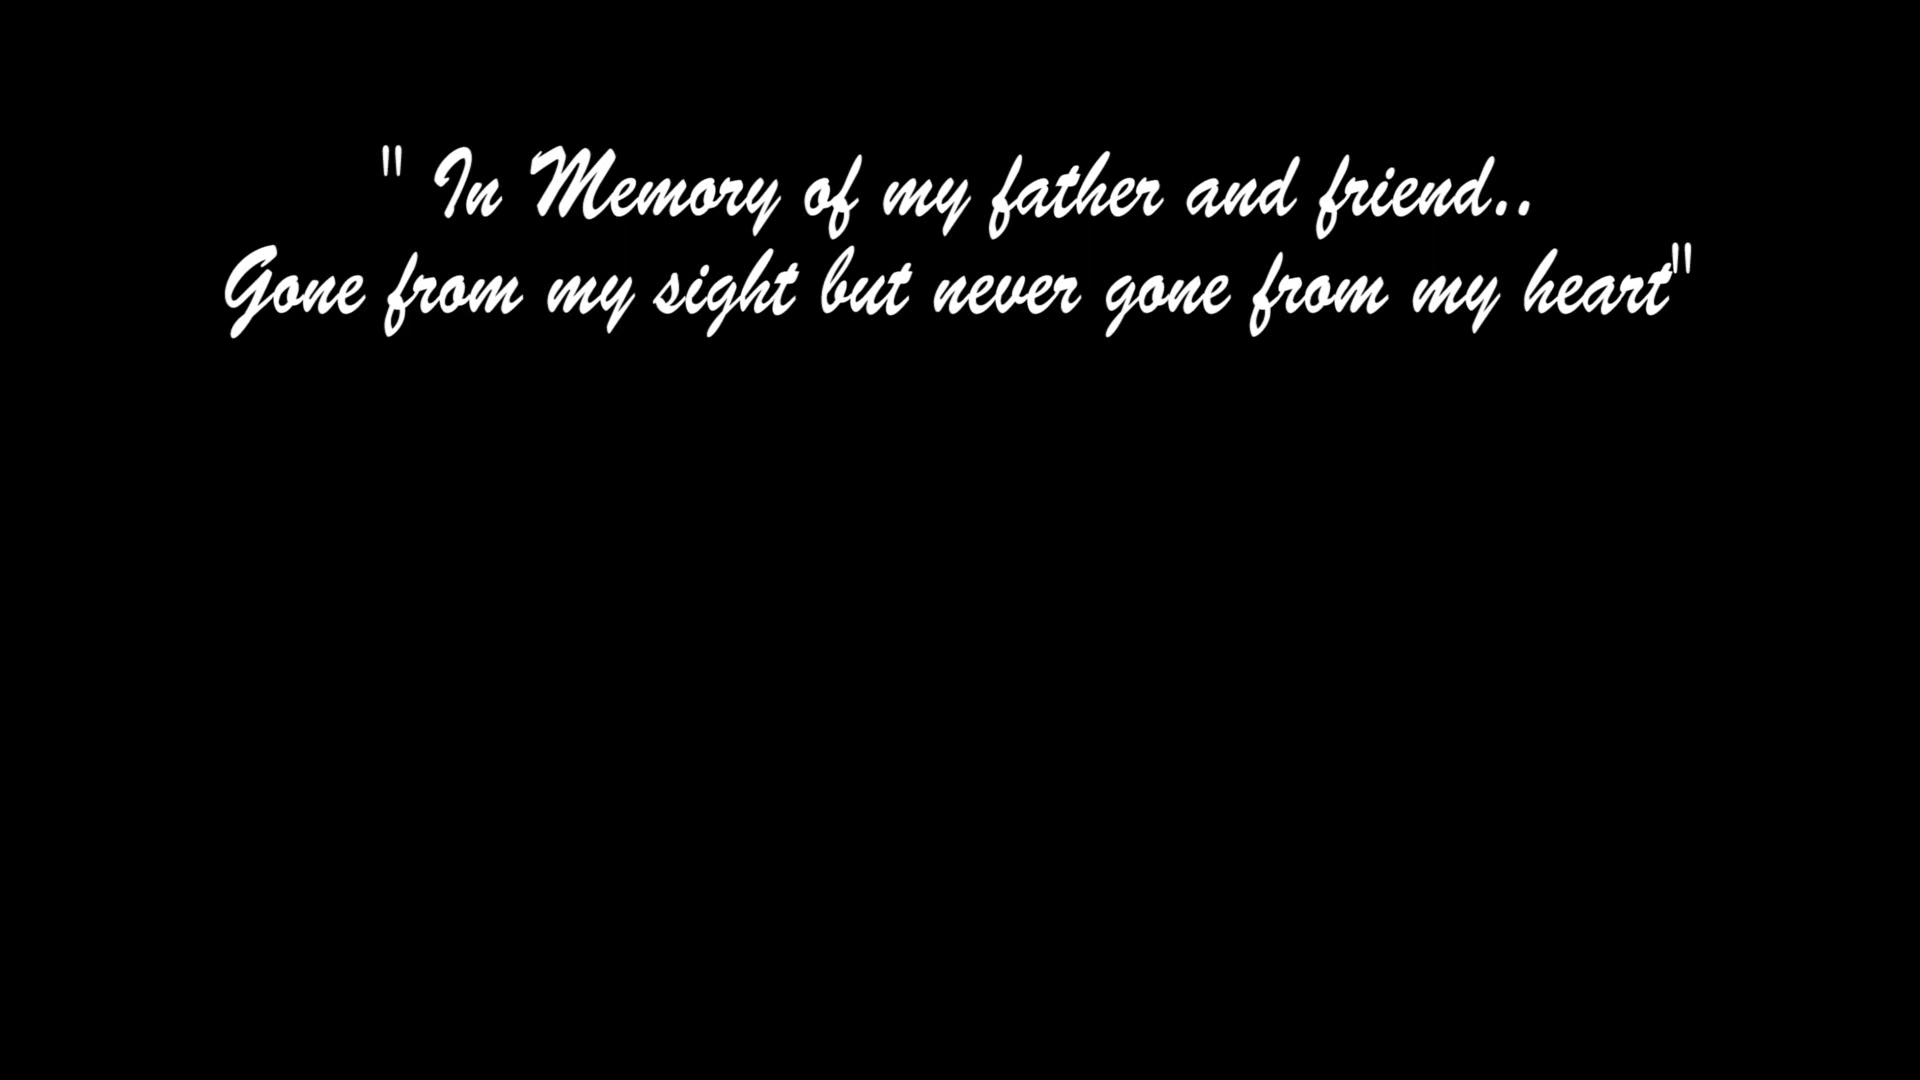 " In Memory of my father and friend..
Gone from my sight but never gone from my heart"